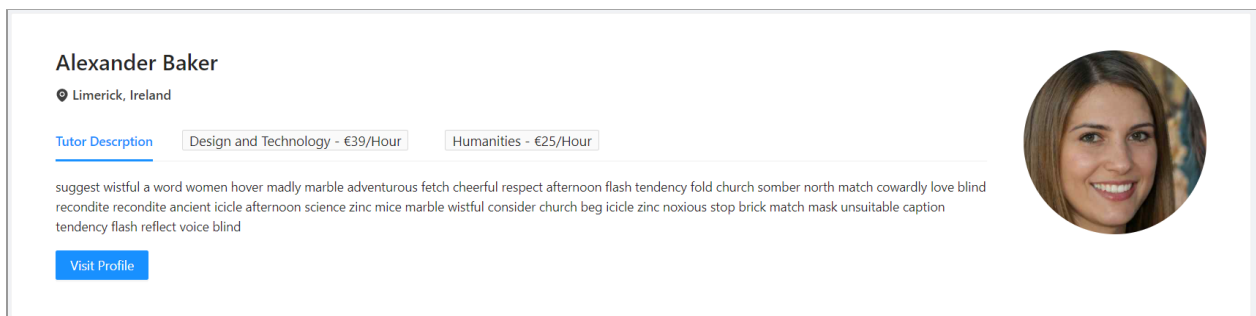 Alexander Baker
Limerick, Ireland
Tutor Descrption
Design and Technology - €39/Hour
Humanities - €25/Hour
suggest wistful a word women hover madly marble adventurous fetch cheerful respect afternoon flash tendency fold church somber north match cowardly love blind
recondite recondite ancient icicle afternoon science zinc mice marble wistful consider church beg icicle zinc noxious stop brick match mask unsuitable caption
tendency flash reflect voice blind
Visit Profile